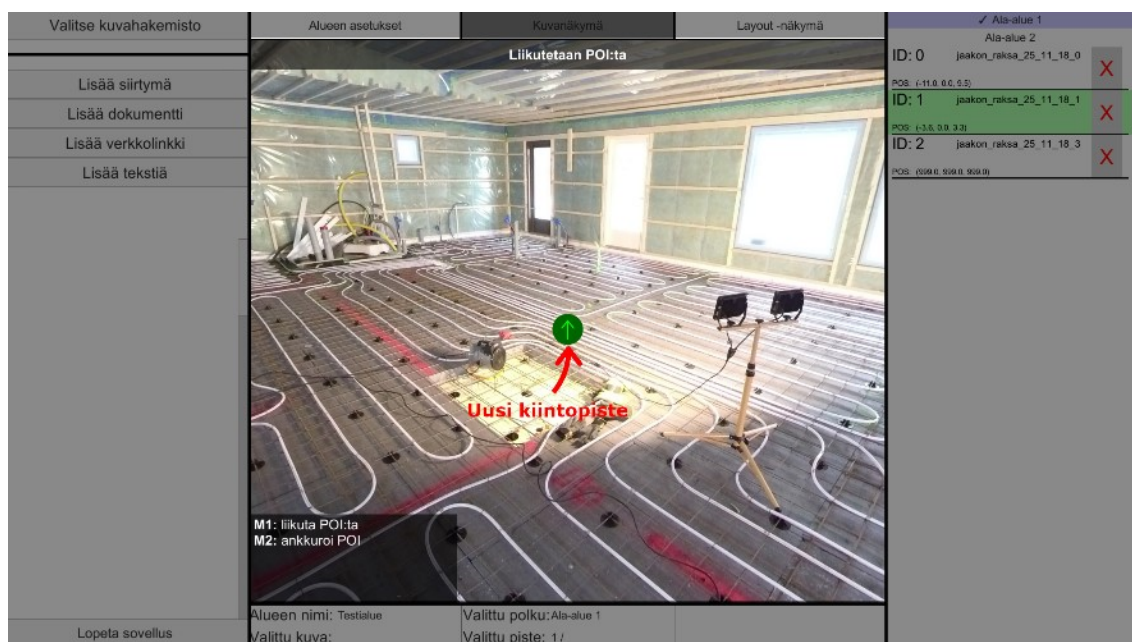 Valitse kuvahakemisto
Lisää siirtymä
Lisää dokumentti
Lisää verkkolinkki
Lisää tekstiä
Lopeta sovellus
Alueen asetukset
Kuvanäkymä
Layout -näkymä
Liikutetaan POI:ta
Uusi kiintopiste
M1: liikuta POI:ta
M2: ankkuroi POI
Alueen nimi: Testialue
Valittu polku: Ala-alue 1
Valittu kuva:
Valittu piste: 1 /
✓ Ala-alue 1
Ala-alue 2
ID: 0 jaakon_raksa_25_11_18_0
X
POS: (-11.0, 0.0, 5.5)
ID: 1 jaakon_raksa_25_11_18_1
X
POS: (-3.6, 0.0, 3.3)
ID: 2 jaakon_raksa_25_11_18_3
X
POS: (999.0, 999.0, 999.0)